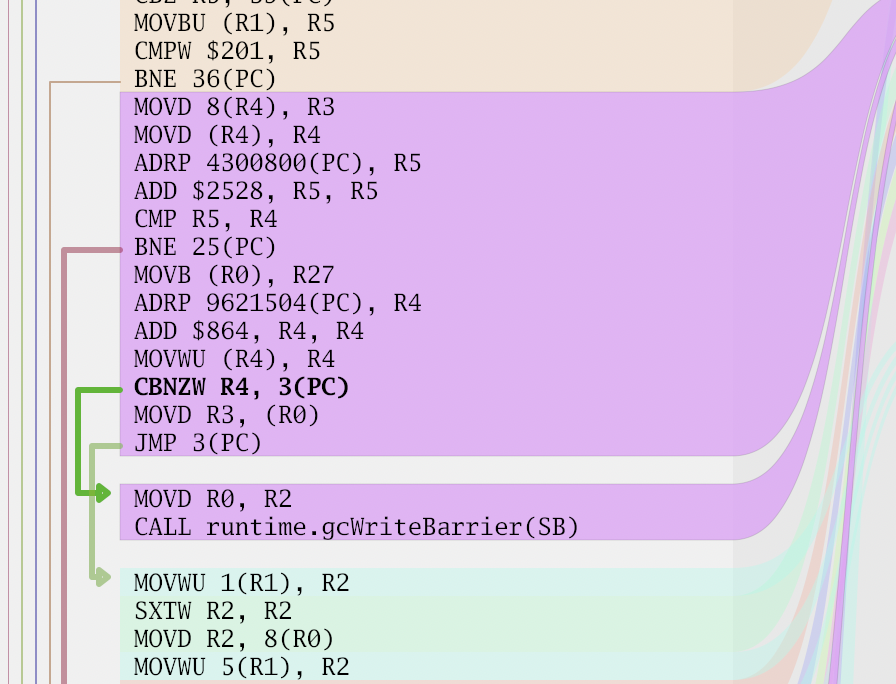 CBZ R5, 35(PC)
MOVBU (R1), R5
CMPW $201, R5
BNE 36(PC)
MOVD 8(R4), R3
MOVD (R4), R4
ADRP 4300800(PC), R5
ADD $2528, R5, R5
CMP R5, R4
BNE 25(PC)
MOVB (R0), R27
ADRP 9621504(PC), R4
ADD $864, R4, R4
MOVWU (R4), R4
CBNZW R4, 3(PC)
MOVD R3, (R0)
JMP 3(PC)
MOVD R0, R2
CALL runtime.gcWriteBarrier(SB)
MOVWU 1(R1), R2
SXTW R2, R2
MOVD R2, 8(R0)
MOVWU 5(R1), R2